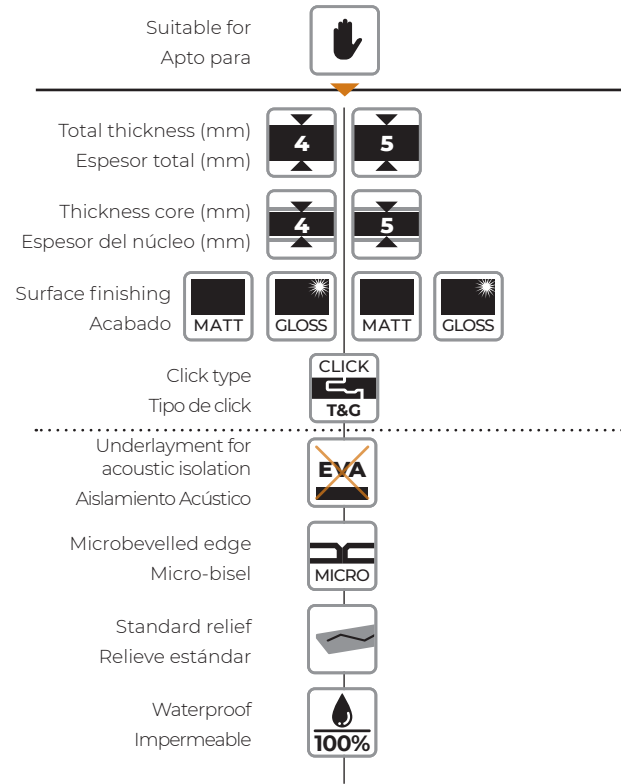 Suitable for
Apto para
Total thickness (mm)
Espesor total (mm)
4
5
Thickness core (mm)
Espesor del núcleo (mm)
4
5
Surface finishing
Acabado
MATT
GLOSS
MATT
GLOSS
Click type
Tipo de click
CLICK
T&G
Underlayment for
acoustic isolation
Aislamiento Acústico
EVA
Microbevelled edge
Micro-bisel
MICRO
Standard relief
Relieve estándar
Waterproof
Impermeable
100%